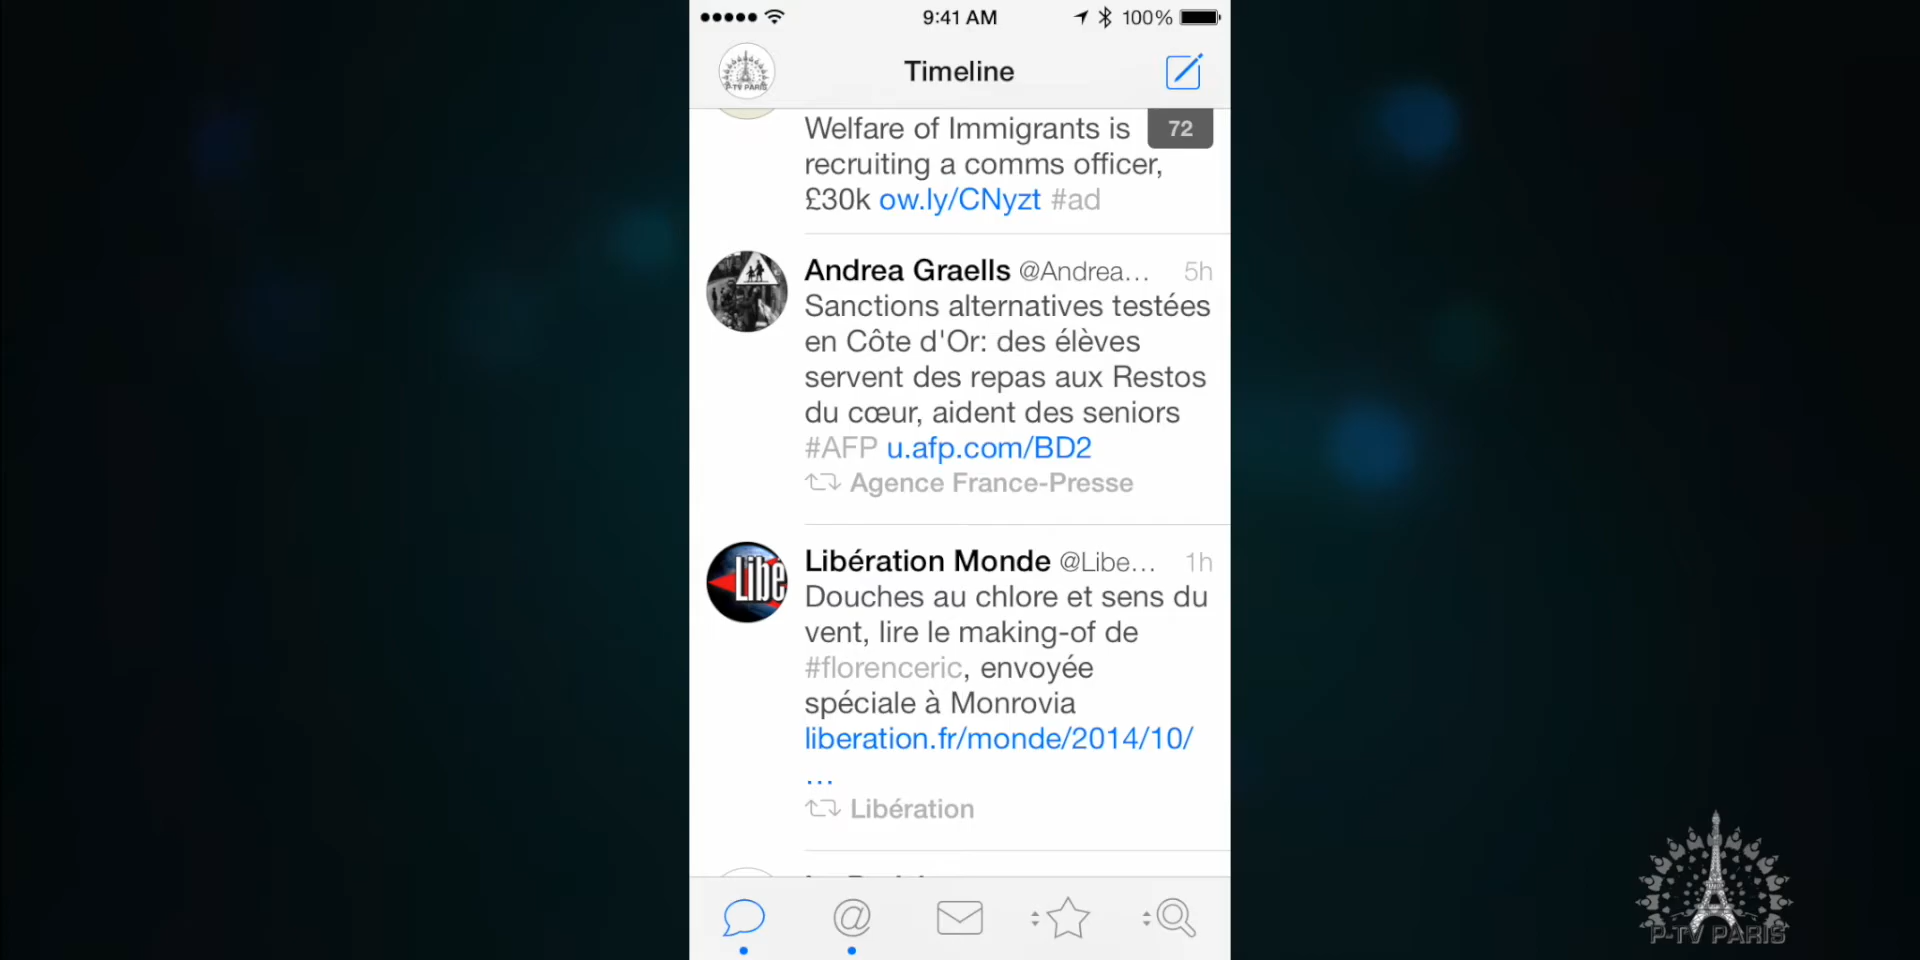 9:41 AM
100%
P-TV PARIS
Timeline
Welfare of Immigrants is
72
recruiting a comms officer,
£30k ow.ly/CNyzt #ad
Andrea Graells @Andrea... 5h
Sanctions alternatives testées
en Côte d'Or: des élèves
servent des repas aux Restos
du cœur, aident des seniors
#AFP u.afp.com/BD2
Agence France-Presse
Libe
Libération Monde @Libe... 1h
Douches au chlore et sens du
vent, lire le making-of de
#florenceric, envoyée
spéciale à Monrovia
liberation.fr/monde/2014/10/
...
Libération
P-TV PARIS